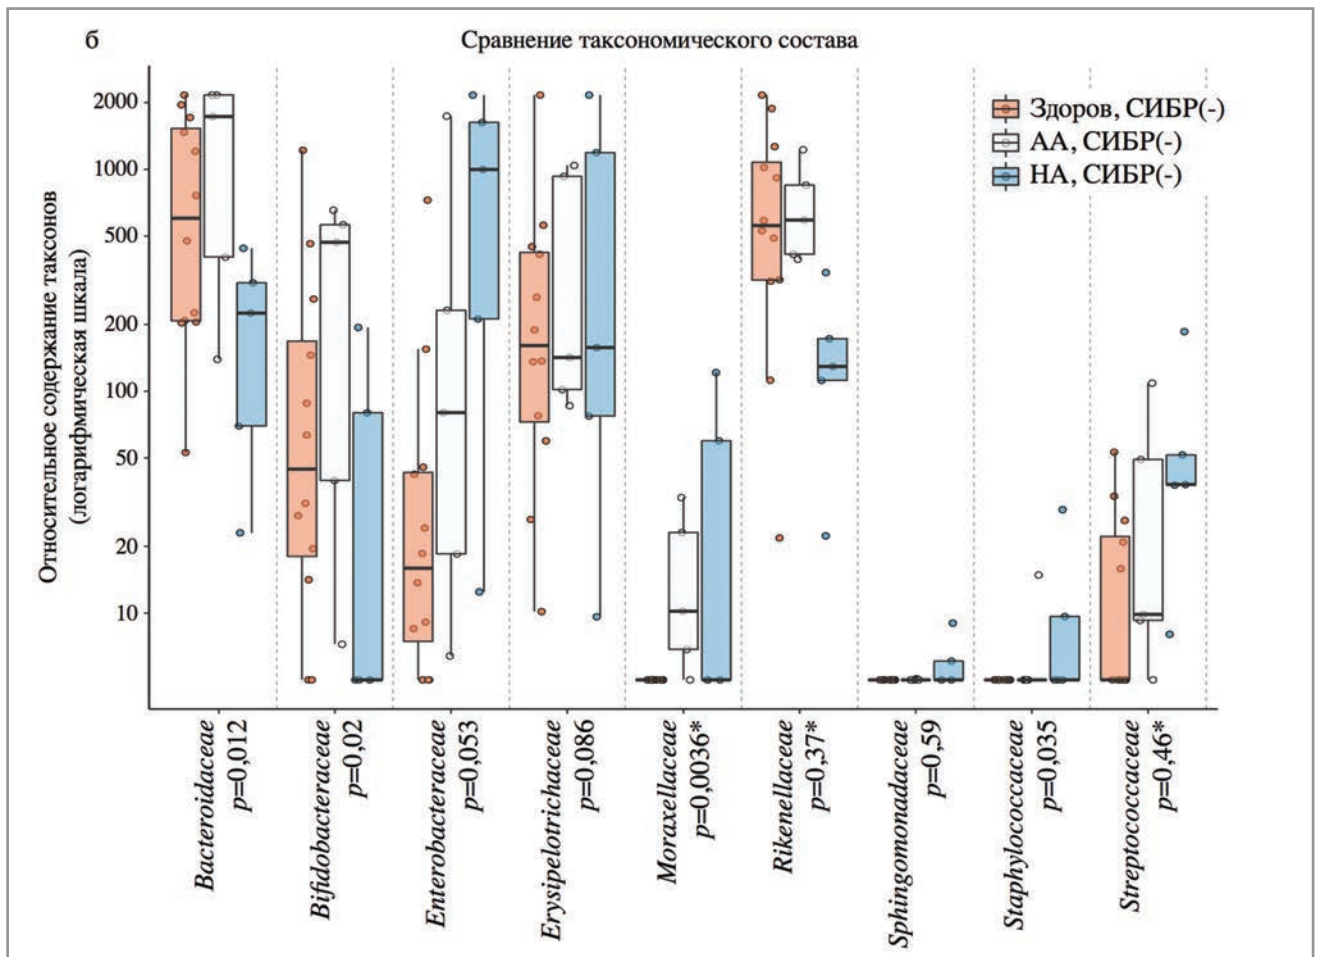 б
Сравнение таксономического состава
Относительное содержание таксонов
(логарифмическая шкала)
2000
1000
500
200
100
50
20
10
Здоров, СИБР(-)
АА, СИБР(-)
НА, СИБР(-)
Bacteroidaceae
p=0,012
Bifidobacteraceae
p=0,02
Enterobacteraceae
p=0,053
Erysipelotrichaceae
p=0,086
Moraxellaceae
p=0,0036*
Rikenellaceae
p=0,37*
Sphingomonadaceae
p=0,59
Staphylococcaceae
p=0,035
Streptococcaceae
p=0,46*